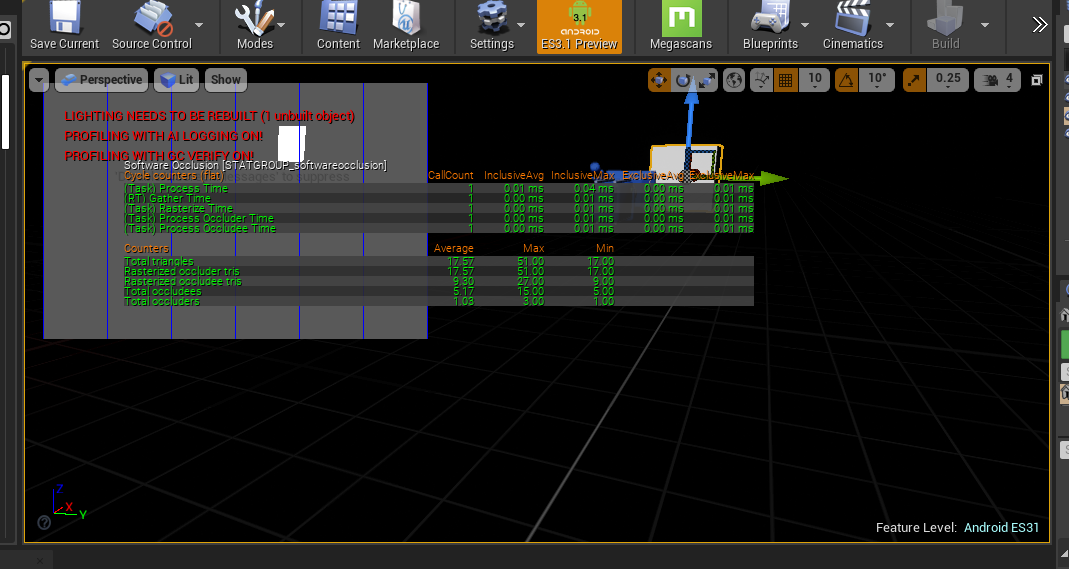 Save Current
Source Control
Modes
Content
Marketplace
Settings
3.1
ANDROID
ES3.1 Preview
Megascans
Blueprints
Cinematics
Build
Perspective
Lit
Show
10
10°
0.25
4
LIGHTING NEEDS TO BE REBUILT (1 unbuilt object)
PROFILING WITH AI LOGGING ON!
PROFILING WITH GC VERIFY ON!
Software Occlusion [STATGROUP_softwareocclusion]
Cycle counters (flat) CallCount InclusiveAvg InclusiveMax ExclusiveAvg ExclusiveMax
messages' to suppress
(Task) Process Time 1 0.01 ms 0.04 ms 0.00 ms 0.01 ms
(RT) Gather Time 1 0.00 ms 0.01 ms 0.00 ms 0.01 ms
(Task) Rasterize Time 1 0.00 ms 0.01 ms 0.00 ms 0.01 ms
(Task) Process Occluder Time 1 0.00 ms 0.01 ms 0.00 ms 0.01 ms
(Task) Process Occludee Time 1 0.00 ms 0.01 ms 0.00 ms 0.01 ms
Counters Average Max Min
Total triangles 17.57 51.00 17.00
Rasterized occluder tris 17.57 51.00 17.00
Rasterized occludee tris 9.30 27.00 9.00
Total occludees 5.17 15.00 5.00
Total occluders 1.03 3.00 1.00
Z
X
Y
Feature Level: Android ES31